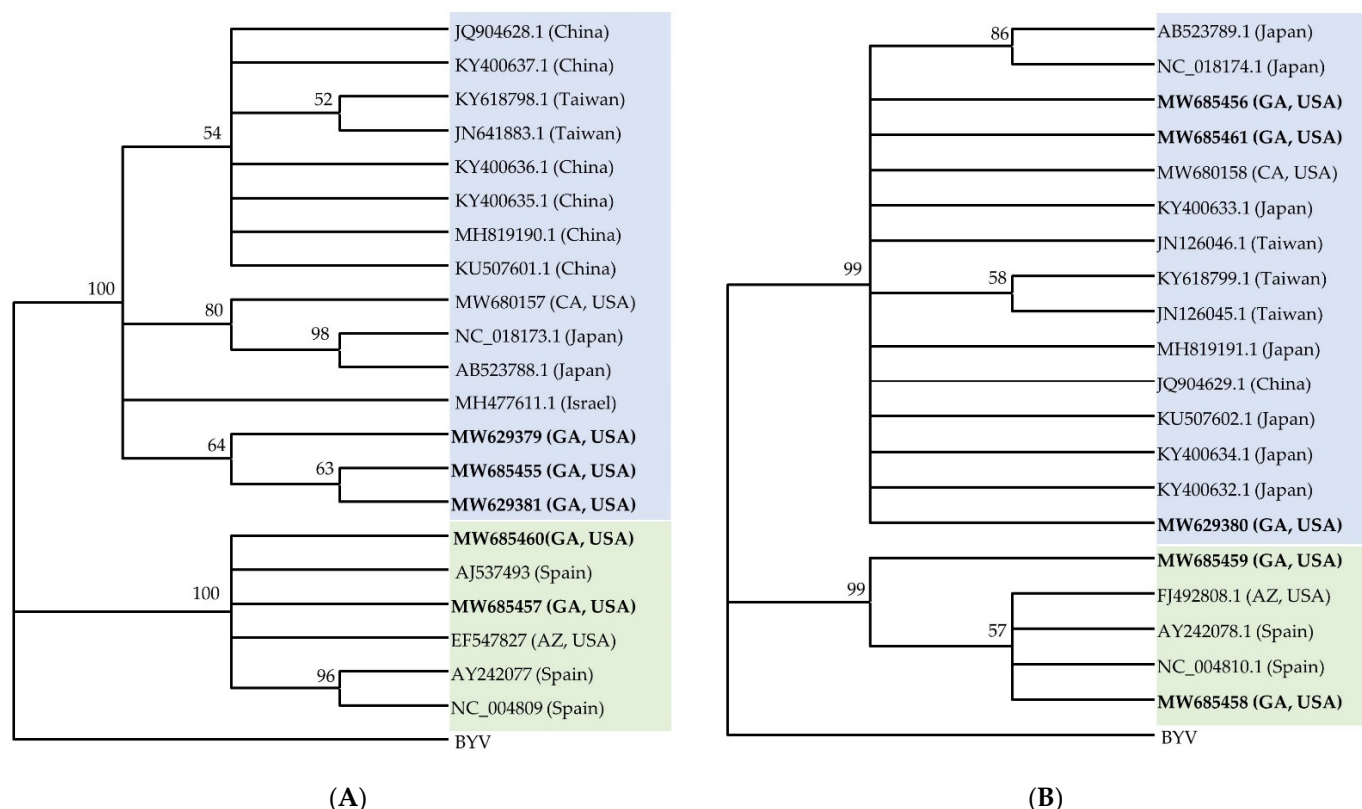 JQ904628.1 (China)
KY400637.1 (China)
52
KY618798.1 (Taiwan)
54
JN641883.1 (Taiwan)
KY400636.1 (China)
KY400635.1 (China)
MH819190.1 (China)
KU507601.1 (China)
100
80
MW680157 (CA, USA)
98
NC_018173.1 (Japan)
AB523788.1 (Japan)
MH477611.1 (Israel)
64
MW629379 (GA, USA)
63
MW685455 (GA, USA)
MW629381 (GA, USA)
MW685460(GA, USA)
AJ537493 (Spain)
100
MW685457 (GA, USA)
EF547827 (AZ, USA)
96
AY242077 (Spain)
NC_004809 (Spain)
BYV
(A)
86
AB523789.1 (Japan)
NC_018174.1 (Japan)
MW685456 (GA, USA)
MW685461 (GA, USA)
MW680158 (CA, USA)
KY400633.1 (Japan)
JN126046.1 (Taiwan)
99
58
KY618799.1 (Taiwan)
JN126045.1 (Taiwan)
MH819191.1 (Japan)
JQ904629.1 (China)
KU507602.1 (Japan)
KY400634.1 (Japan)
KY400632.1 (Japan)
MW629380 (GA, USA)
MW685459 (GA, USA)
99
FJ492808.1 (AZ, USA)
57
AY242078.1 (Spain)
NC_004810.1 (Spain)
MW685458 (GA, USA)
BYV
(B)